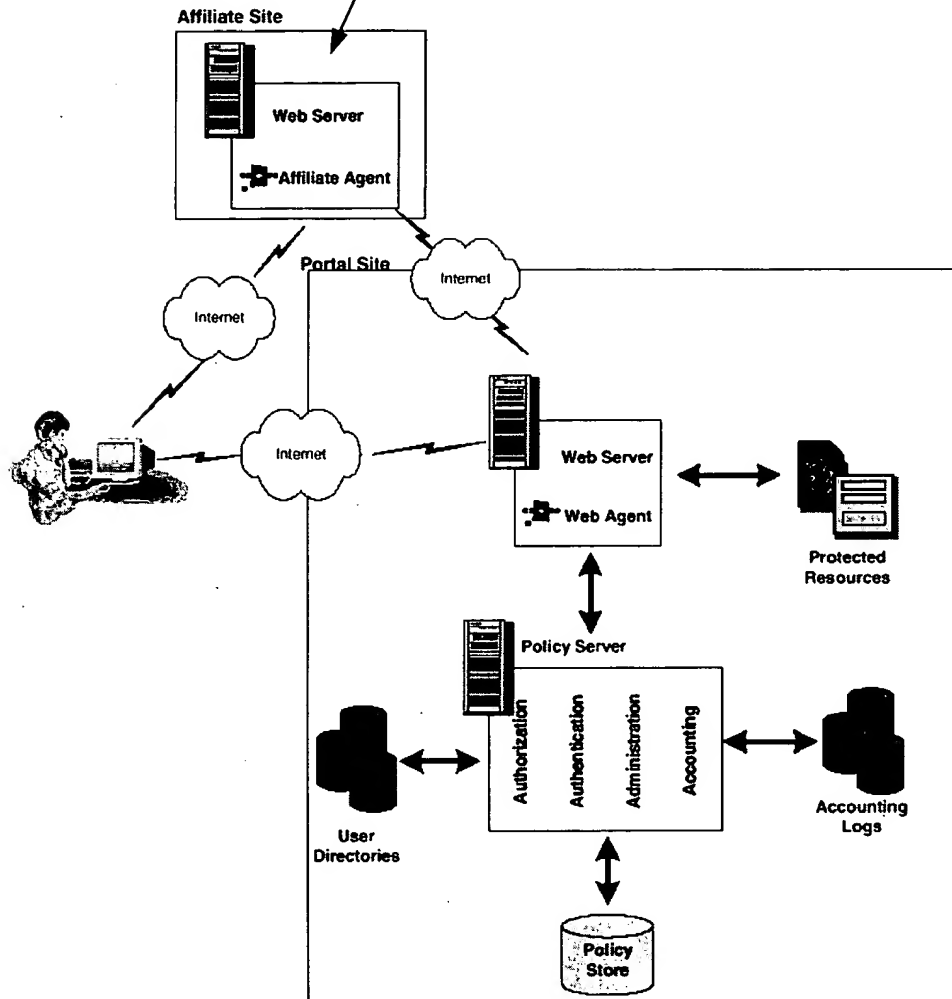 Affiliate Site
Web Server
Affiliate Agent
Portal Site
Internet
Internet
Internet
Web Server
Web Agent
Protected
Resources
Policy Server
Authorization
Authentication
Administration
Accounting
User
Directories
Accounting
Logs
Policy
Store